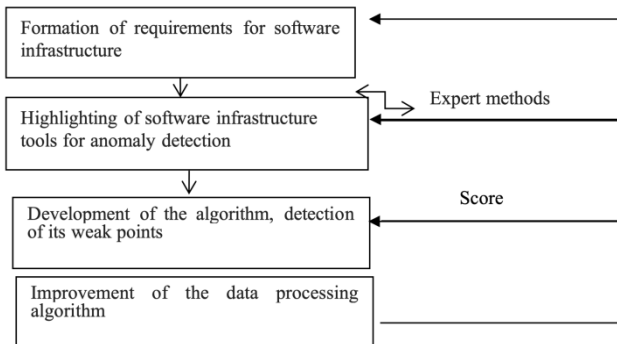 Formation of requirements for software
infrastructure
Expert methods
Highlighting of software infrastructure
tools for anomaly detection
Score
Development of the algorithm, detection
of its weak points
Improvement of the data processing
algorithm